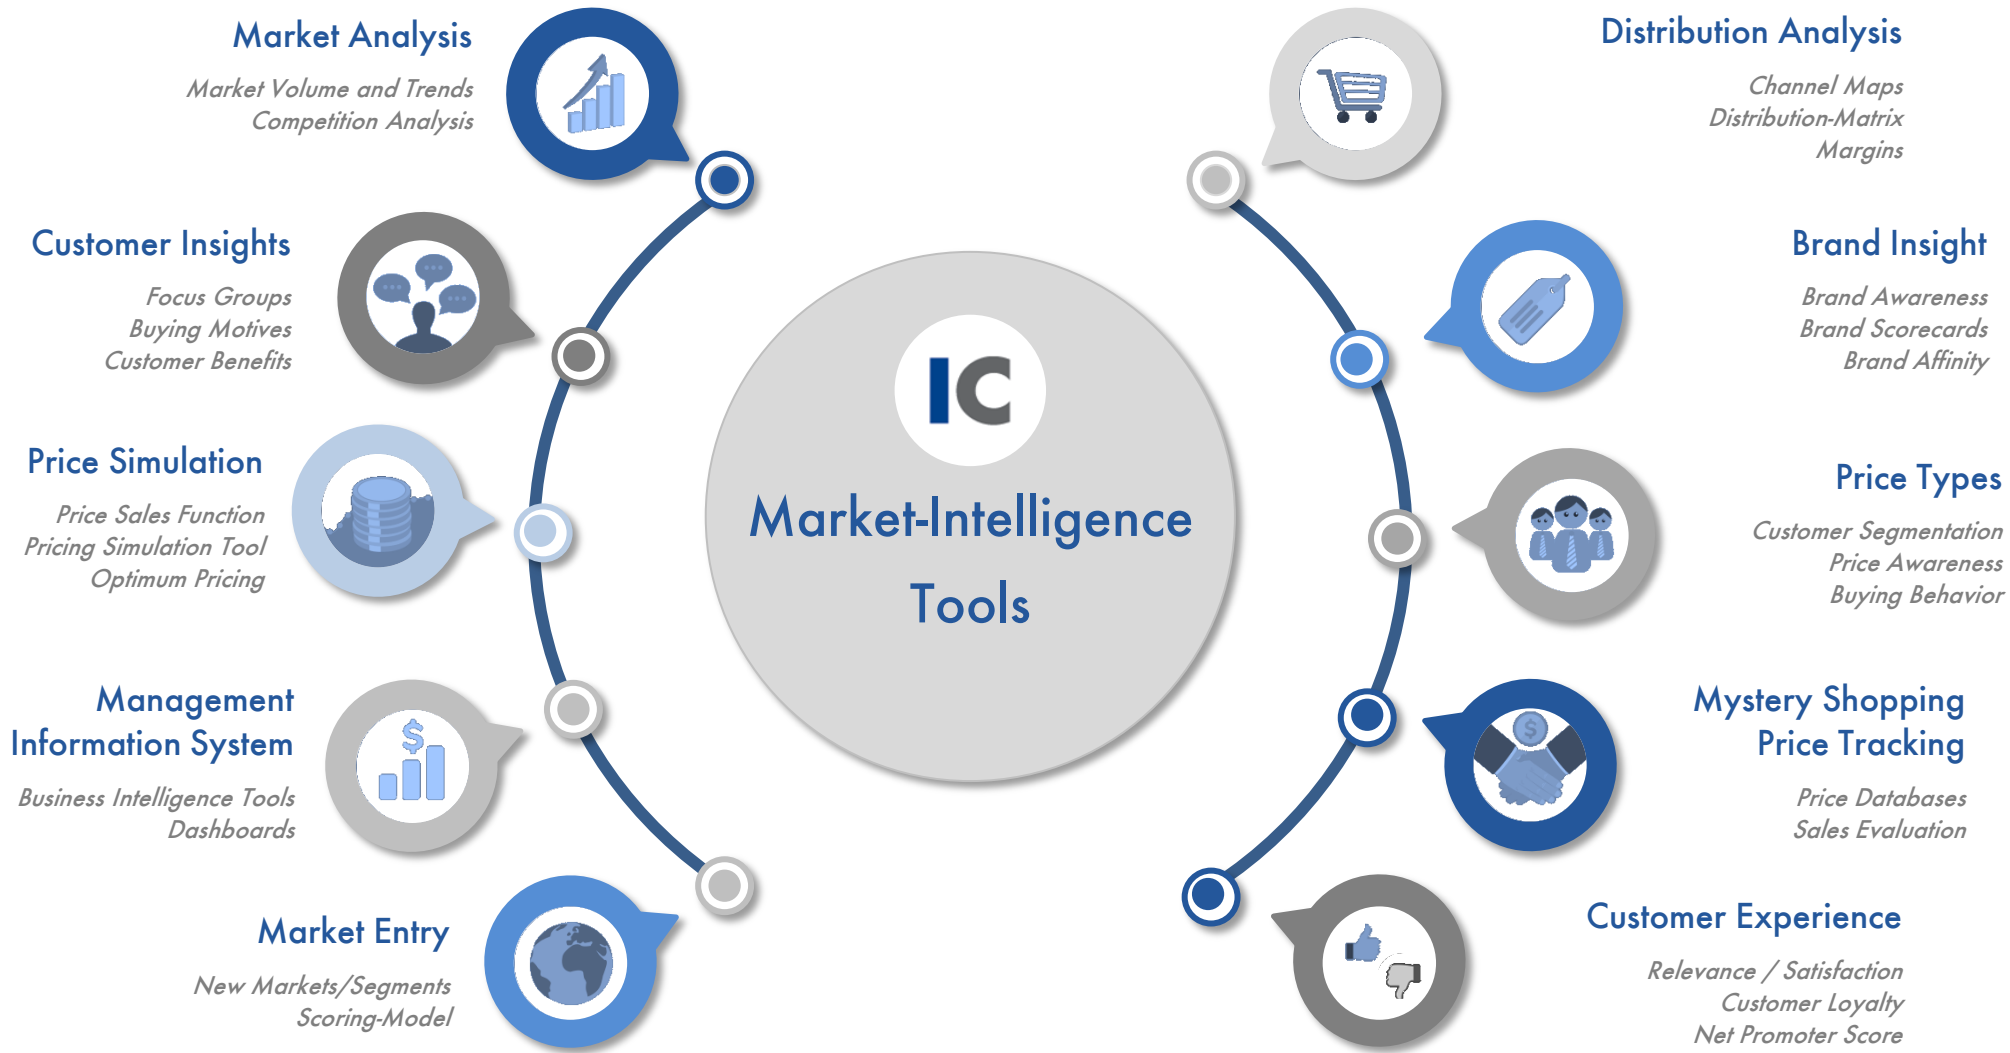 Market Analysis
Market Volume and Trends
Competition Analysis
Customer Insights
Focus Groups
Buying Motives
Customer Benefits
Price Simulation
Price Sales Function
Pricing Simulation Tool
Optimum Pricing
Management
Information System
$
Business Intelligence Tools
Dashboards
Market Entry
New Markets/Segments
Scoring-Model
IC
Market-Intelligence
Tools
Distribution Analysis
Channel Maps
Distribution-Matrix
Margins
Brand Insight
Brand Awareness
Brand Scorecards
Brand Affinity
Price Types
Customer Segmentation
Price Awareness
Buying Behavior
Mystery Shopping
Price Tracking
$
Price Databases
Sales Evaluation
Customer Experience
Relevance / Satisfaction
Customer Loyalty
Net Promoter Score